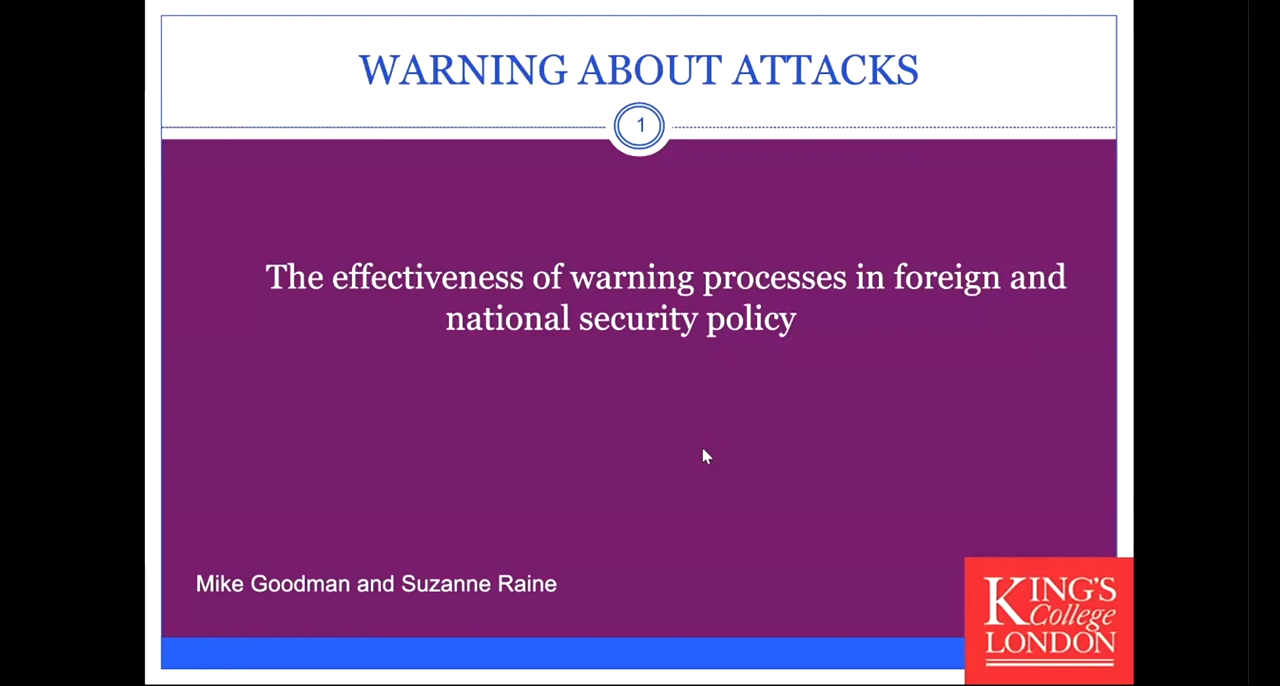 WARNING ABOUT ATTACKS
1
The effectiveness of warning processes in foreign and
national security policy
Mike Goodman and Suzanne Raine
KING'S
College
LONDON